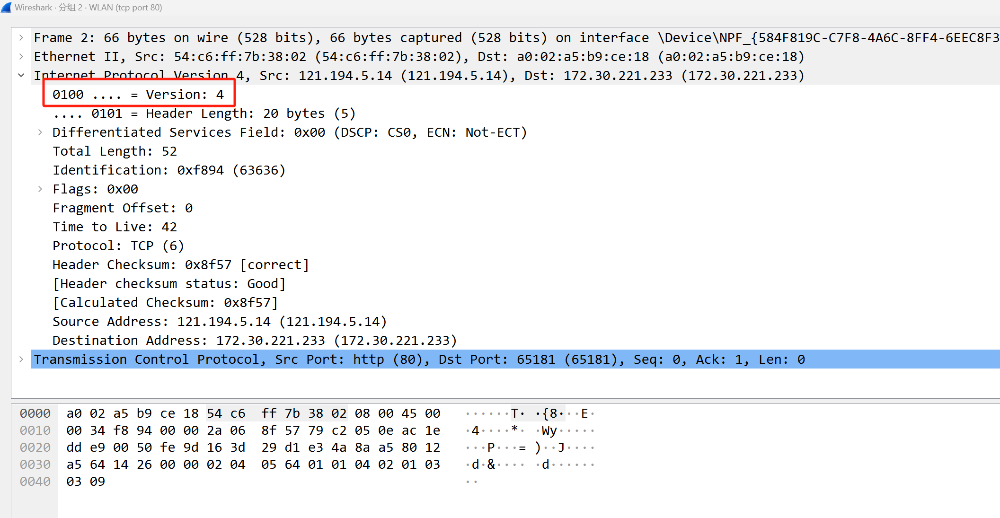 Wireshark · 分组 2 · WLAN (tcp port 80)
Frame 2: 66 bytes on wire (528 bits), 66 bytes captured (528 bits) on interface \Device\NPF_{584F819C-C7F8-4A6C-8FF4-6EEC8F3
Ethernet II, Src: 54:c6:ff:7b:38:02 (54:c6:ff:7b:38:02), Dst: a0:02:a5:b9:ce:18 (a0:02:a5:b9:ce:18)
Internet Protocol Version 4, Src: 121.194.5.14 (121.194.5.14), Dst: 172.30.221.233 (172.30.221.233)
0100 .... = Version: 4
.... 0101 = Header Length: 20 bytes (5)
Differentiated Services Field: 0x00 (DSCP: CS0, ECN: Not-ECT)
Total Length: 52
Identification: 0xf894 (63636)
Flags: 0x00
Fragment Offset: 0
Time to Live: 42
Protocol: TCP (6)
Header Checksum: 0x8f57 [correct]
[Header checksum status: Good]
[Calculated Checksum: 0x8f57]
Source Address: 121.194.5.14 (121.194.5.14)
Destination Address: 172.30.221.233 (172.30.221.233)
Transmission Control Protocol, Src Port: http (80), Dst Port: 65181 (65181), Seq: 0, Ack: 1, Len: 0
0000 a0 02 a5 b9 ce 18 54 c6 ff 7b 38 02 08 00 45 00 ······T· ·{8···E·
0010 00 34 f8 94 00 00 2a 06 8f 57 79 c2 05 0e ac 1e ·4····*· ·Wy·····
0020 dd e9 00 50 fe 9d 16 3d 29 d1 e3 4a 8a a5 80 12 ···P···= )··J····
0030 a5 64 14 26 00 00 02 04 05 64 01 01 04 02 01 03 ·d·&···· ·d······
0040 03 09 ··